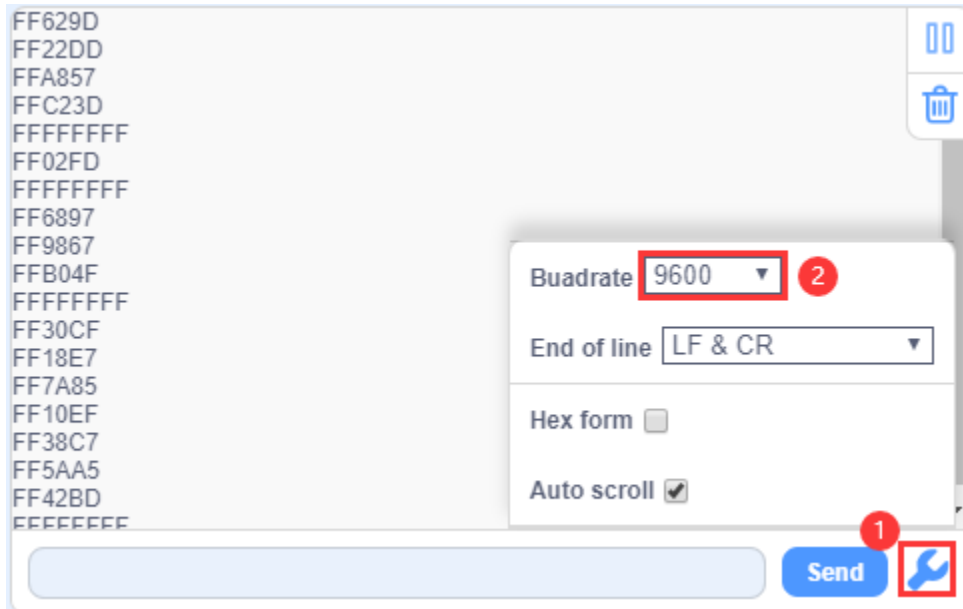 FF629D
FF22DD
FFA857
FFC23D
FFFFFFFF
FF02FD
FFFFFFFF
FF6897
FF9867
FFB04F
FFFFFFFF
FF30CF
FF18E7
FF7A85
FF10EF
FF38C7
FF5AA5
FF42BD
FFFFFFFF
Buadrate 9600 2
End of line LF & CR
Hex form
Auto scroll
1
Send